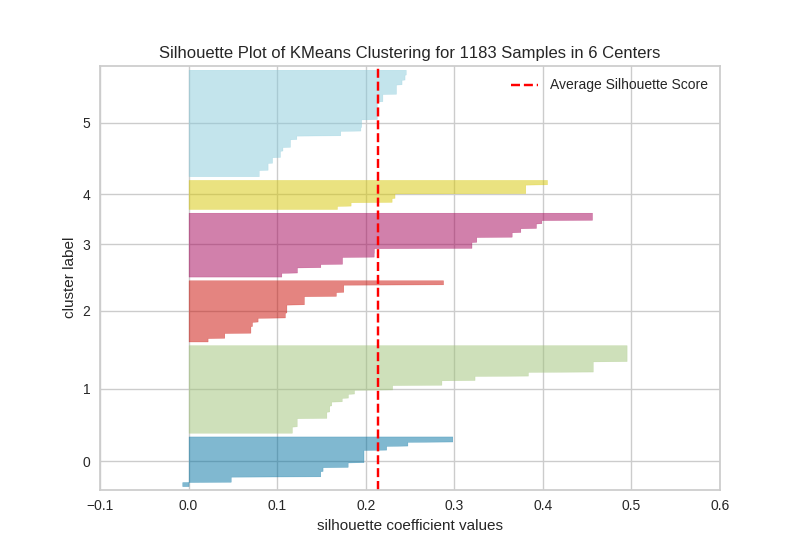 Silhouette Plot of KMeans Clustering for 1183 Samples in 6 Centers
Average Silhouette Score
5
4
3
2
1
0
cluster label
−0.1 0.0 0.1 0.2 0.3 0.4 0.5 0.6
silhouette coefficient values